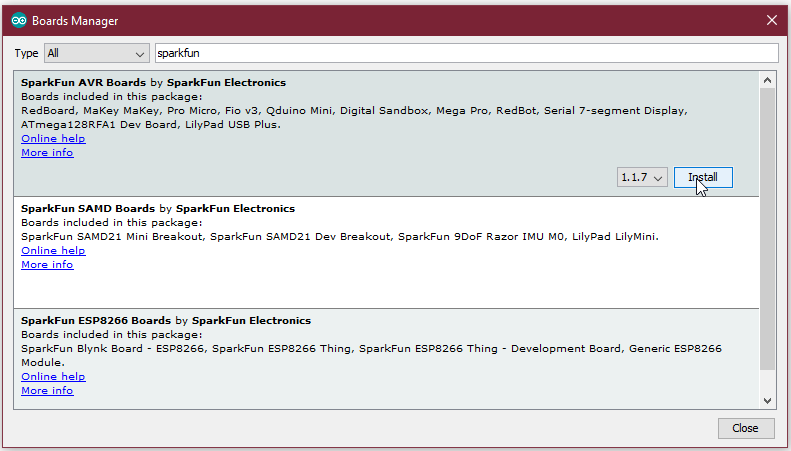 Boards Manager
Type All sparkfun
SparkFun AVR Boards by SparkFun Electronics
Boards included in this package:
RedBoard, MaKey MaKey, Pro Micro, Fio v3, Qduino Mini, Digital Sandbox, Mega Pro, RedBot, Serial 7-segment Display,
ATmega128RFA1 Dev Board, LilyPad USB Plus.
Online help
More info
1.1.7 Install
SparkFun SAMD Boards by SparkFun Electronics
Boards included in this package:
SparkFun SAMD21 Mini Breakout, SparkFun SAMD21 Dev Breakout, SparkFun 9DoF Razor IMU M0, LilyPad LilyMini.
Online help
More info
SparkFun ESP8266 Boards by SparkFun Electronics
Boards included in this package:
SparkFun Blynk Board - ESP8266, SparkFun ESP8266 Thing, SparkFun ESP8266 Thing - Development Board, Generic ESP8266
Module.
Online help
More info
Close